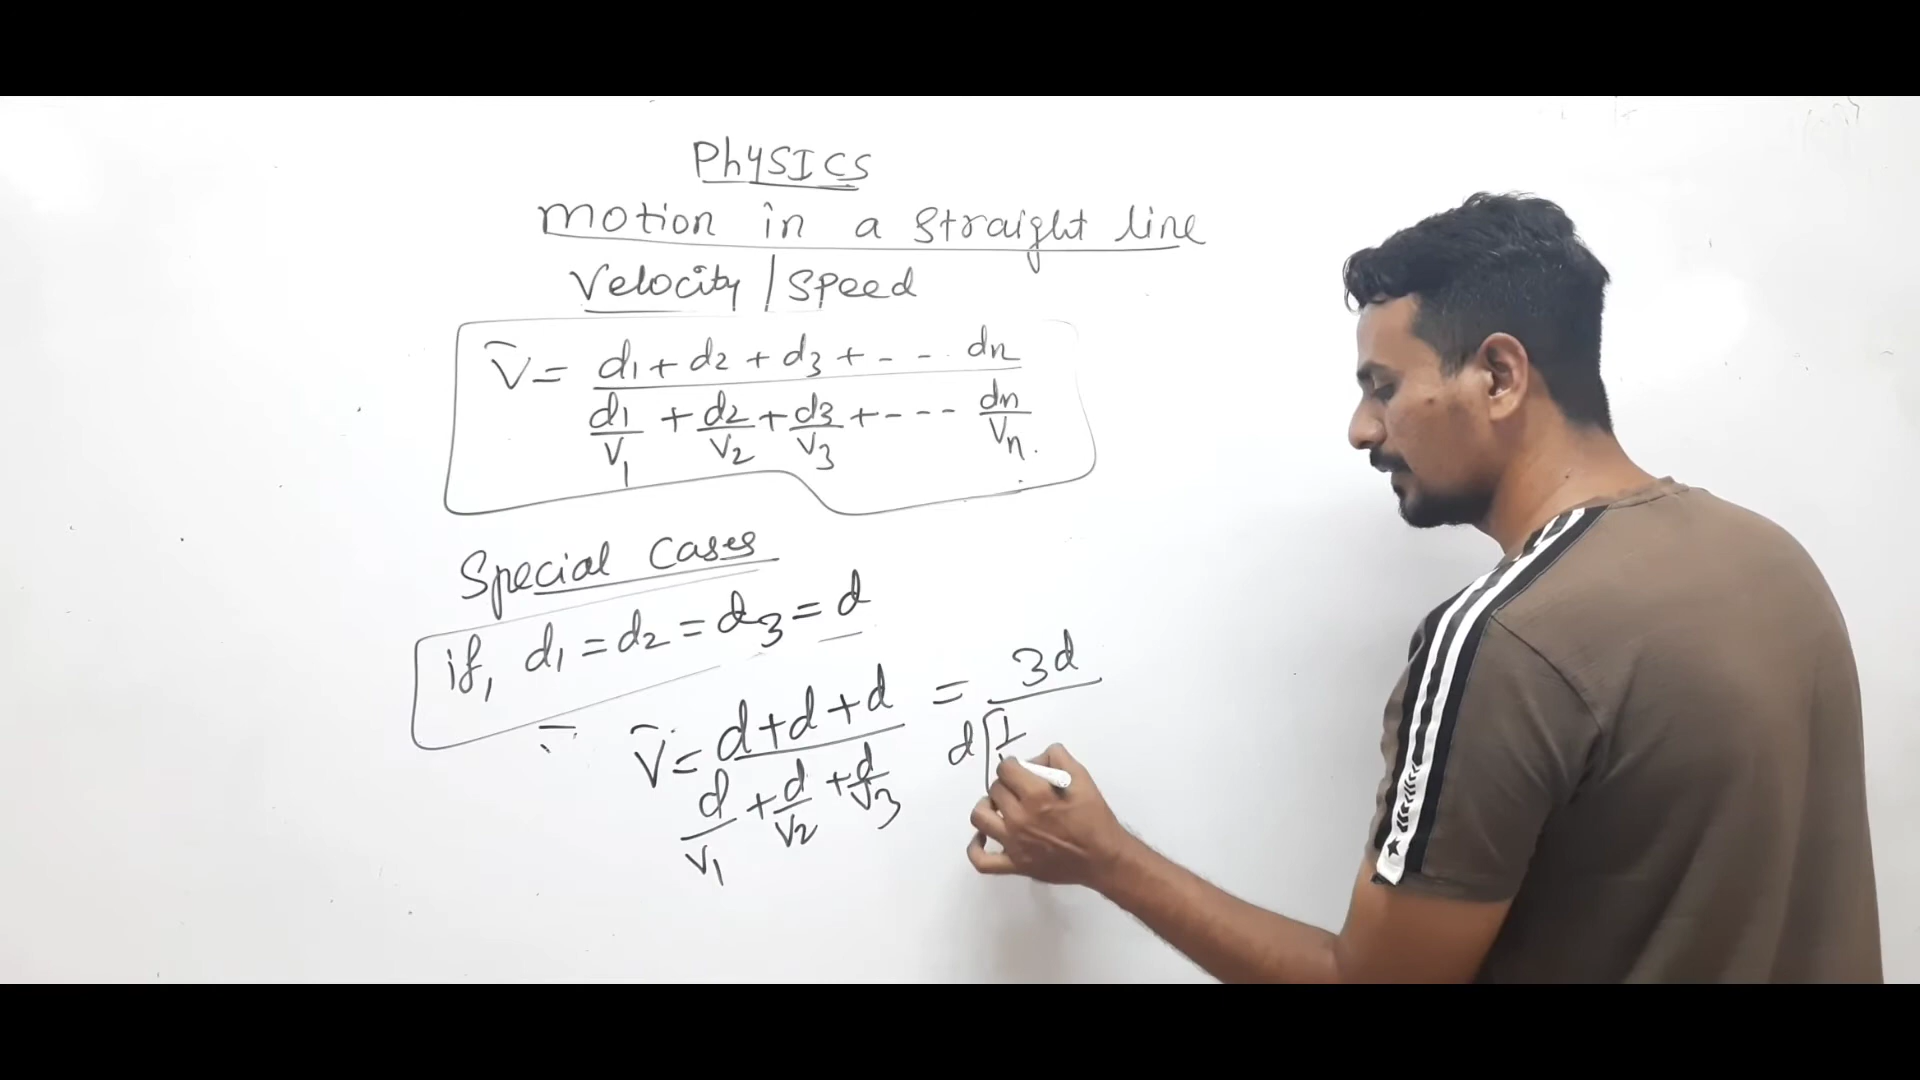 PhYSICS
motion in a straight line
Velocity / Speed
V̄ = d1 + d2 + d3 + - - - dn
d1/V1 + d2/V2 + d3/V3 + - - - dn/Vn.
Special Cases
if, d1 = d2 = d3 = d
V̄ = d + d + d = 3d
d/V1 + d/V2 + d/V3 d[1